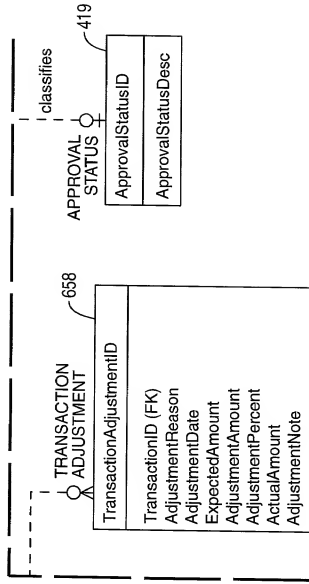 classifies
419
APPROVAL
STATUS
ApprovalStatusID
ApprovalStatusDesc
658
TRANSACTION
ADJUSTMENT
TransactionAdjustmentID
TransactionID (FK)
AdjustmentReason
AdjustmentDate
ExpectedAmount
AdjustmentAmount
AdjustmentPercent
ActualAmount
AdjustmentNote